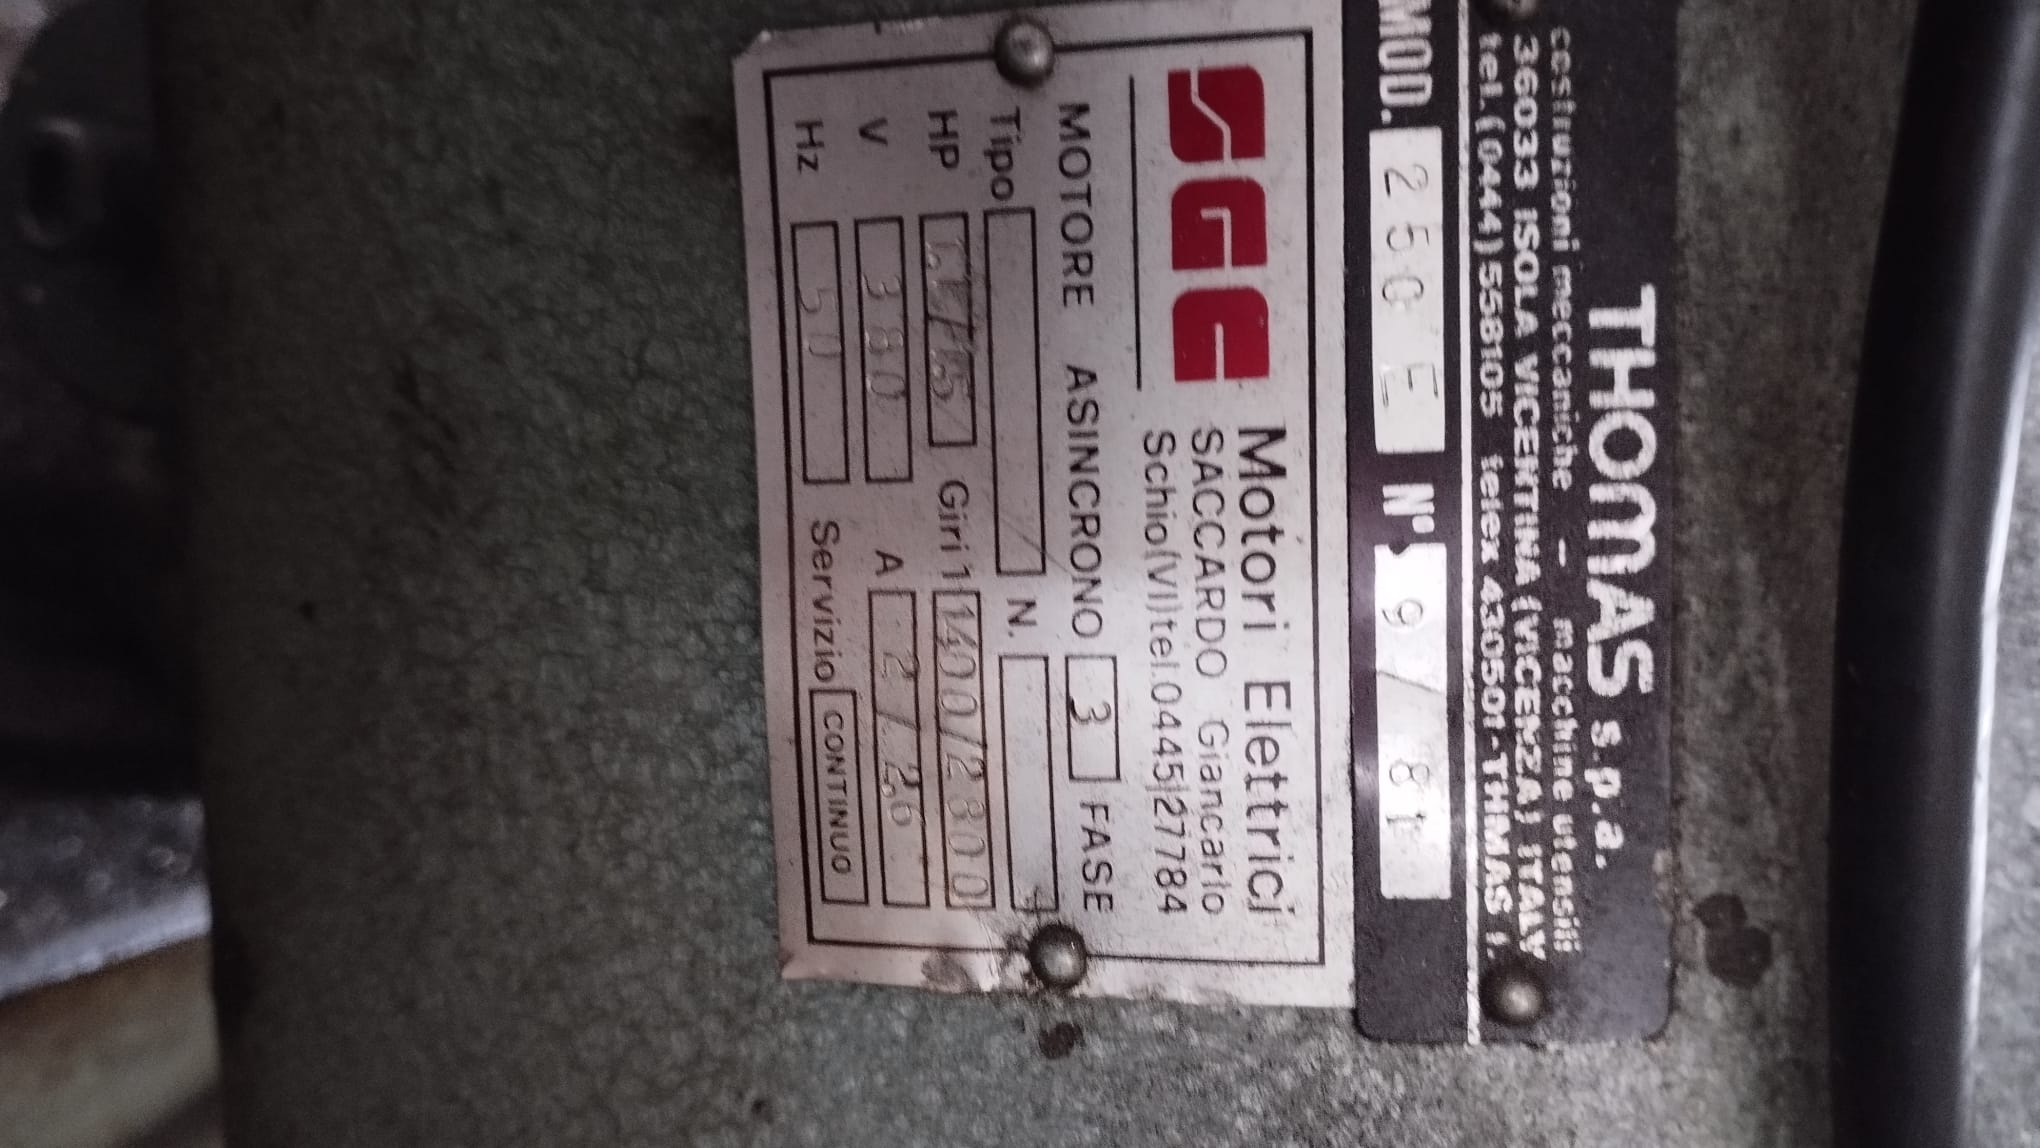 THOMAS s.p.a.
costruzioni meccaniche - macchine utensili
36033 ISOLA VICENTINA (VICENZA) ITALY
tel.(0444)558105 telex 430501-THMAS I.
MOD. 250 E N° 9/81
SGC Motori Elettrici
SACCARDO Giancarlo
Schio(VI)tel.0445|27784
MOTORE ASINCRONO 3 FASE
Tipo N.
HP Giri 1' 1400/2800
V 380 A 2/2.6
Hz 50 Servizio CONTINUO